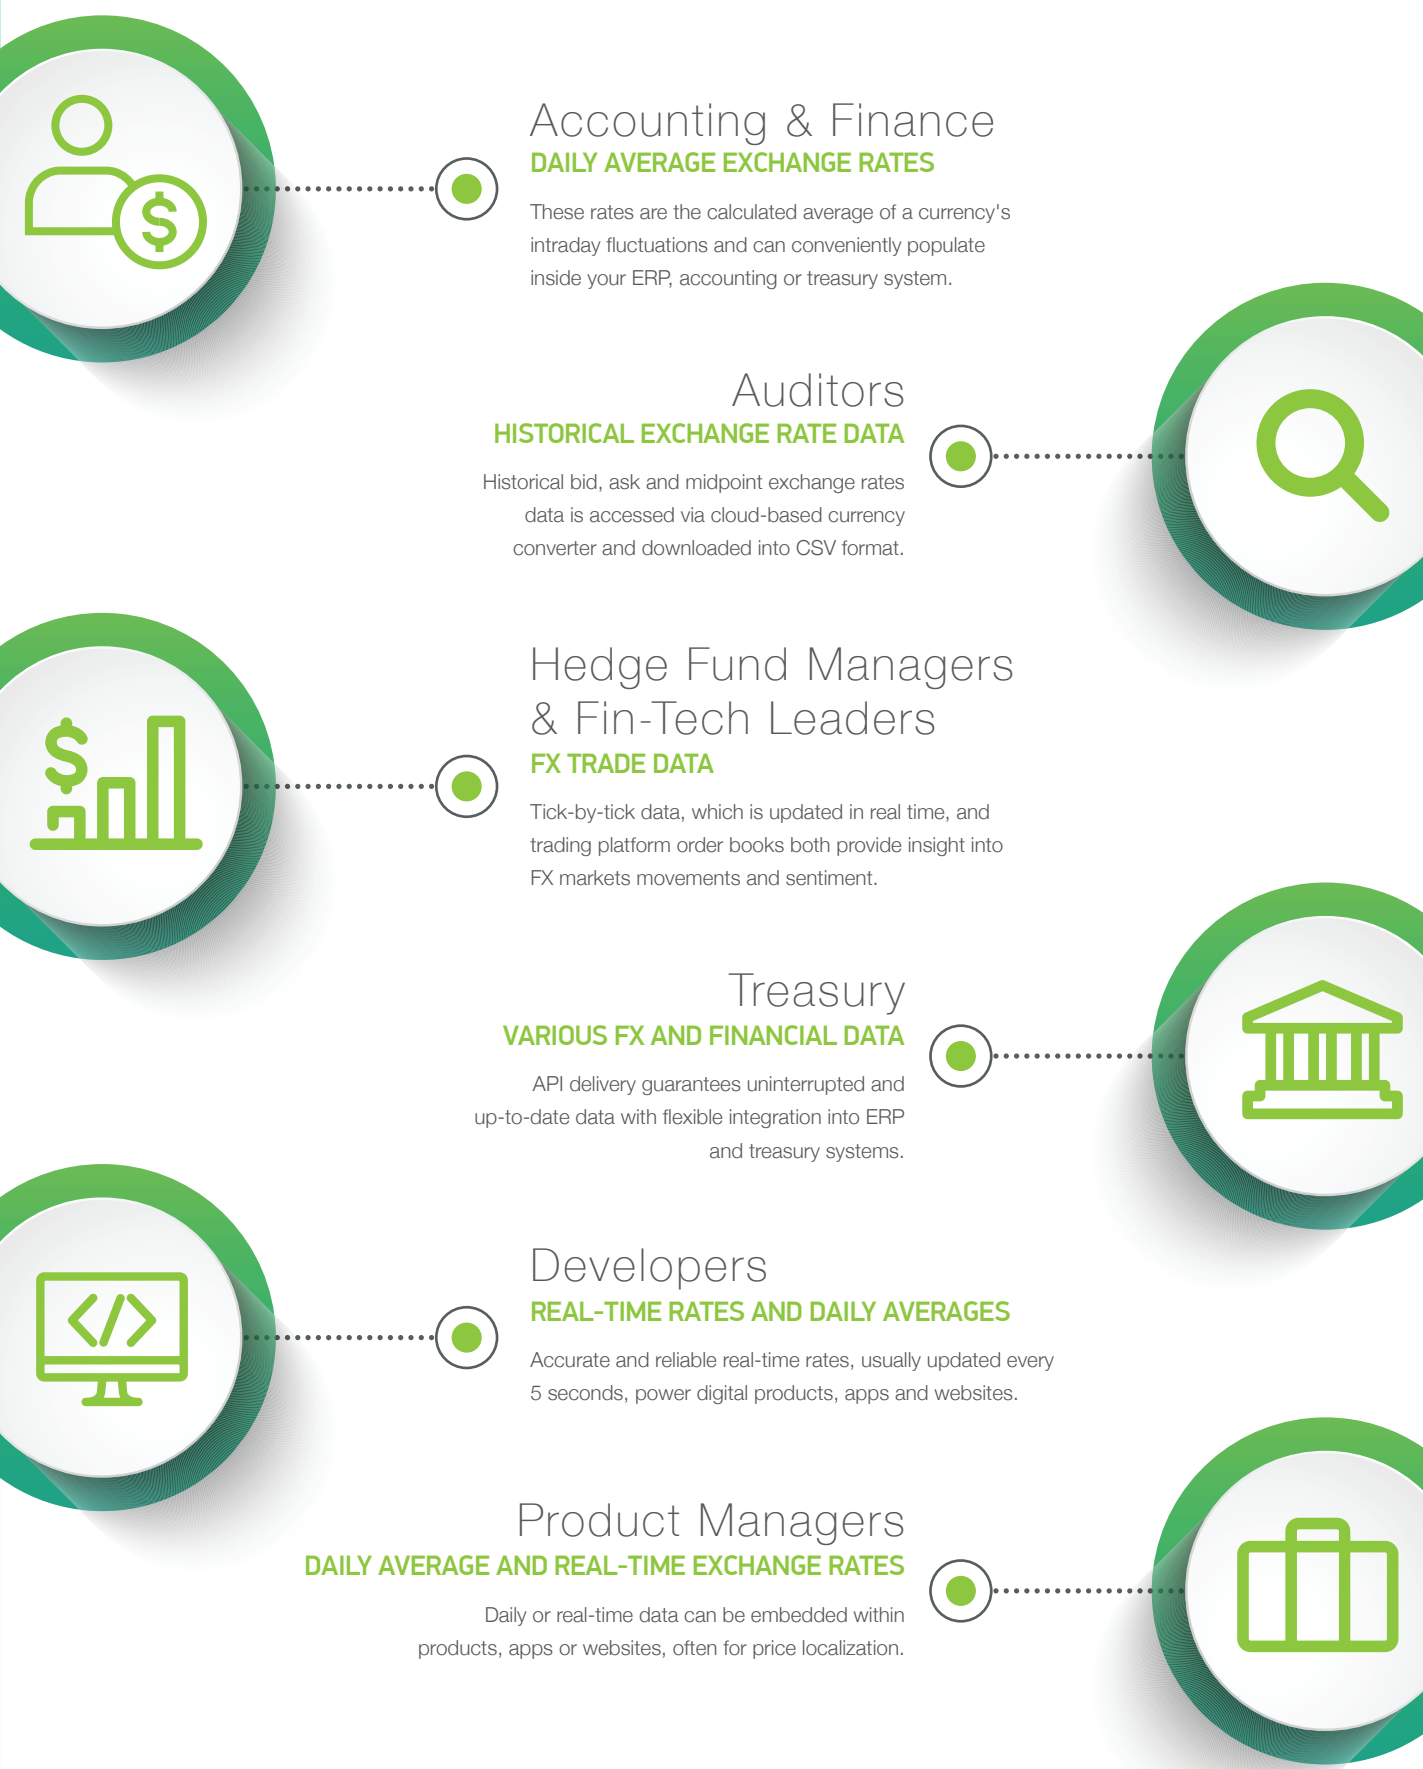 Accounting & Finance
DAILY AVERAGE EXCHANGE RATES
These rates are the calculated average of a currency's
intraday fluctuations and can conveniently populate
inside your ERP, accounting or treasury system.
Auditors
HISTORICAL EXCHANGE RATE DATA
Historical bid, ask and midpoint exchange rates
data is accessed via cloud-based currency
converter and downloaded into CSV format.
Hedge Fund Managers
& Fin-Tech Leaders
FX TRADE DATA
Tick-by-tick data, which is updated in real time, and
trading platform order books both provide insight into
FX markets movements and sentiment.
Treasury
VARIOUS FX AND FINANCIAL DATA
API delivery guarantees uninterrupted and
up-to-date data with flexible integration into ERP
and treasury systems.
Developers
REAL-TIME RATES AND DAILY AVERAGES
Accurate and reliable real-time rates, usually updated every
5 seconds, power digital products, apps and websites.
Product Managers
DAILY AVERAGE AND REAL-TIME EXCHANGE RATES
Daily or real-time data can be embedded within
products, apps or websites, often for price localization.